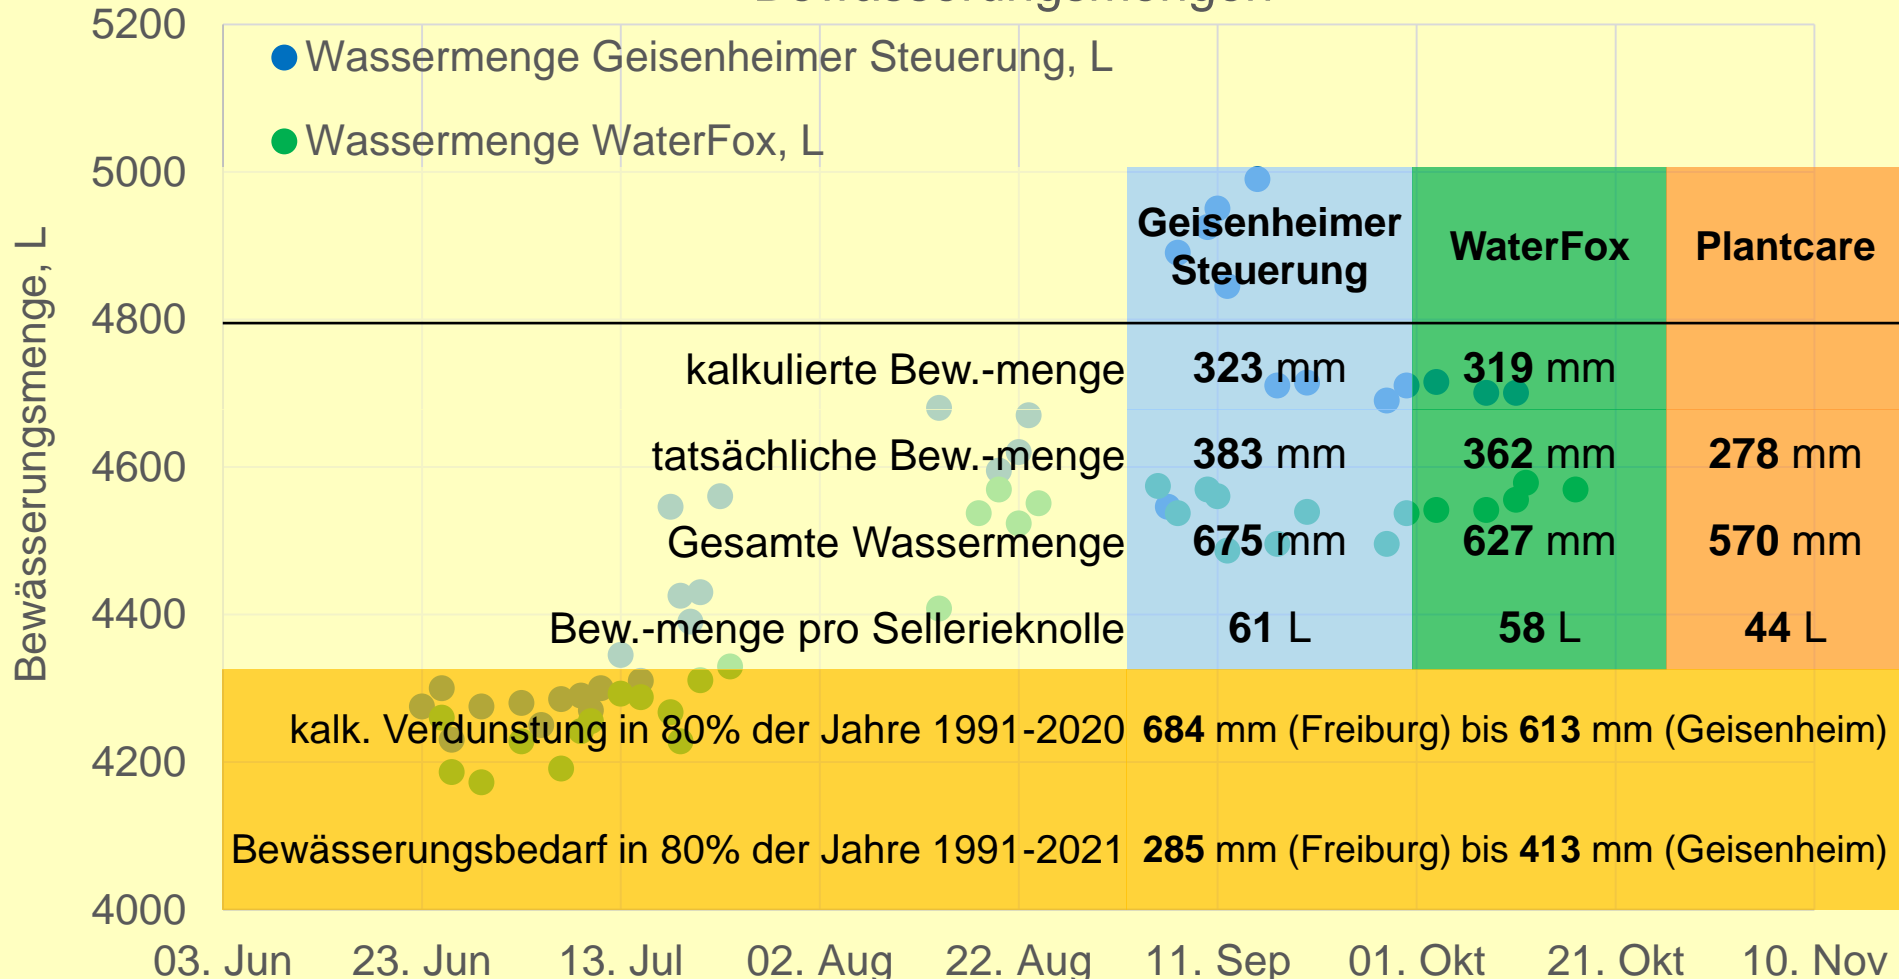 Bewässerungsmengen
5200
Wassermenge Geisenheimer Steuerung, L
Wassermenge WaterFox, L
5000
4800
4600
4400
4200
4000
Bewässerungsmenge, L
Geisenheimer Steuerung WaterFox Plantcare
kalkulierte Bew.-menge 323 mm 319 mm
tatsächliche Bew.-menge 383 mm 362 mm 278 mm
Gesamte Wassermenge 675 mm 627 mm 570 mm
Bew.-menge pro Sellerieknolle 61 L 58 L 44 L
kalk. Verdunstung in 80% der Jahre 1991-2020 684 mm (Freiburg) bis 613 mm (Geisenheim)
Bewässerungsbedarf in 80% der Jahre 1991-2021 285 mm (Freiburg) bis 413 mm (Geisenheim)
03. Jun 23. Jun 13. Jul 02. Aug 22. Aug 11. Sep 01. Okt 21. Okt 10. Nov